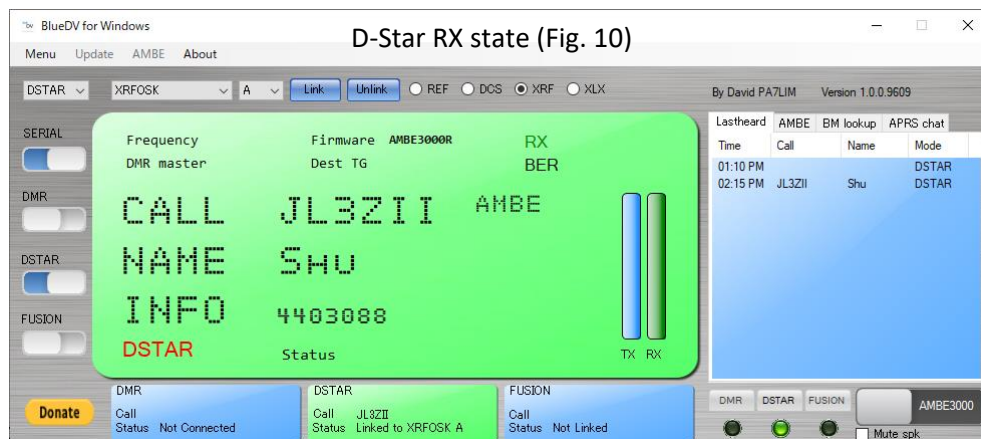 BlueDV for Windows
D-Star RX state (Fig. 10)
Menu Update AMBE About
DSTAR XRFOSK A Link Unlink REF DCS XRF XLX
By David PA7LIM Version 1.0.0.9609
SERIAL
DMR
DSTAR
FUSION
Frequency Firmware AMBE3000R RX
DMR master Dest TG BER
CALL JL3ZII AMBE
NAME SHU
INFO 4403088
DSTAR Status TX RX
Lastheard AMBE BM lookup APRS chat
Time Call Name Mode
01:10 PM DSTAR
02:15 PM JL3ZII Shu DSTAR
Donate
DMR
Call
Status Not Connected
DSTAR
Call JL3ZII
Status Linked to XRFOSK A
FUSION
Call
Status Not Linked
DMR DSTAR FUSION
AMBE3000
Mute spk